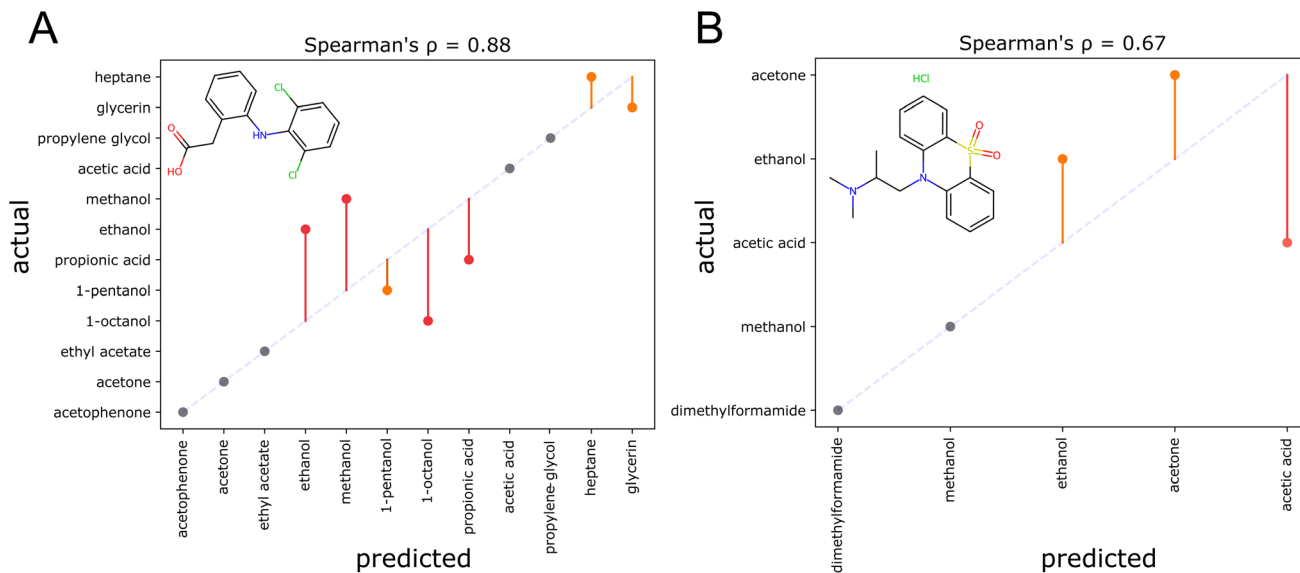 A
Spearman's ρ = 0.88
heptane
glycerin
propylene glycol
acetic acid
methanol
ethanol
propionic acid
1-pentanol
1-octanol
ethyl acetate
acetone
acetophenone
actual
O
HO
HN
Cl
Cl
acetophenone
acetone
ethyl acetate
ethanol
methanol
1-pentanol
1-octanol
propionic acid
acetic acid
propylene-glycol
heptane
glycerin
predicted
B
Spearman's ρ = 0.67
acetone
ethanol
acetic acid
methanol
dimethylformamide
actual
HCl
O
S
O
N
N
dimethylformamide
methanol
ethanol
acetone
acetic acid
predicted